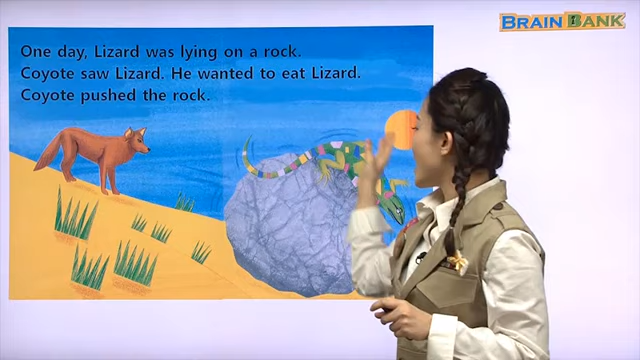 BRAIN BANK
One day, Lizard was lying on a rock.
Coyote saw Lizard. He wanted to eat Lizard.
Coyote pushed the rock.